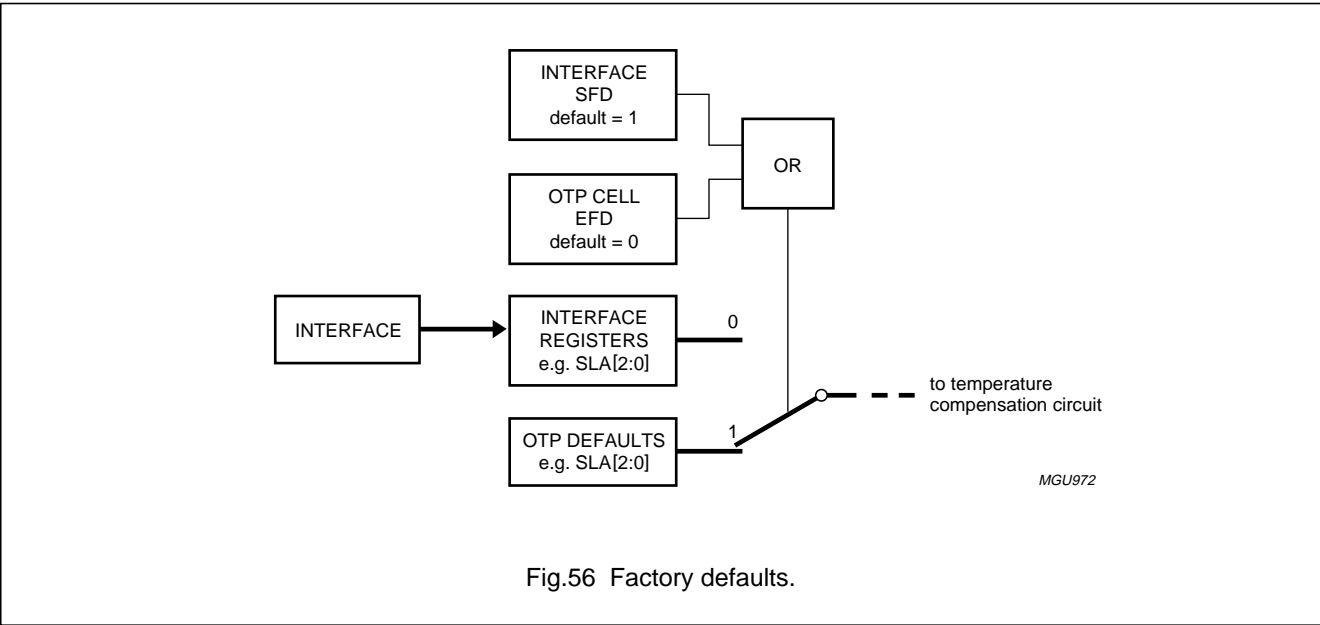 INTERFACE
SFD
default = 1
OR
OTP CELL
EFD
default = 0
INTERFACE
INTERFACE
REGISTERS
e.g. SLA[2:0]
0
to temperature
compensation circuit
1
OTP DEFAULTS
e.g. SLA[2:0]
MGU972
Fig.56 Factory defaults.